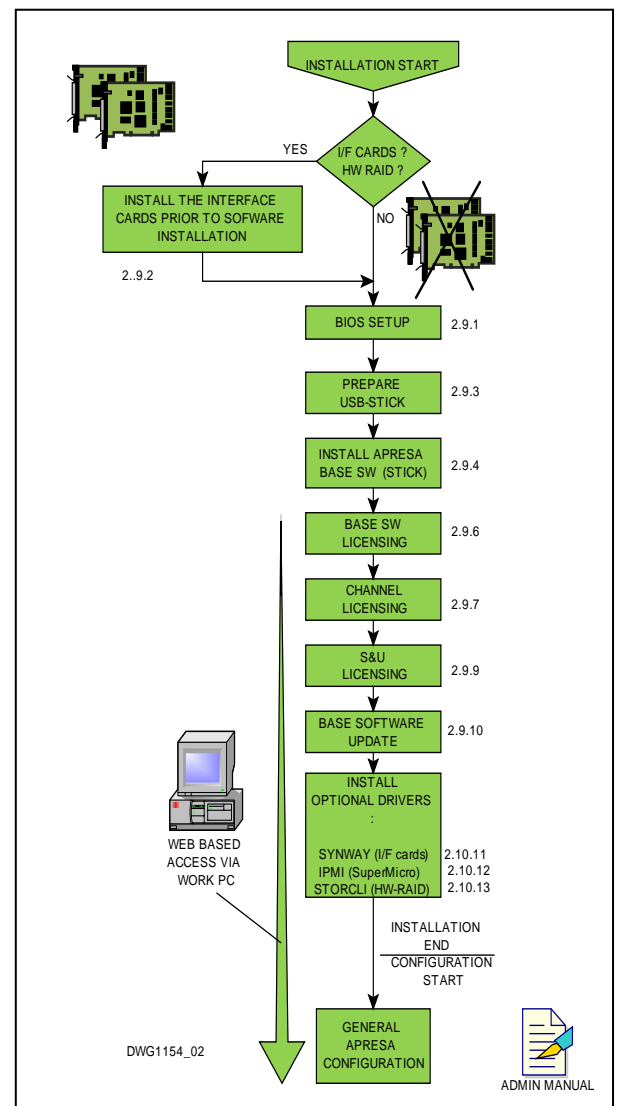 INSTALLATION START
I/F CARDS ?
HW RAID ?
YES
NO
INSTALL THE INTERFACE
CARDS PRIOR TO SOFWARE
INSTALLATION
2..9.2
BIOS SETUP
2.9.1
PREPARE
USB-STICK
2.9.3
INSTALL APRESA
BASE SW (STICK)
2.9.4
BASE SW
LICENSING
2.9.6
CHANNEL
LICENSING
2.9.7
S&U
LICENSING
2.9.9
BASE SOFTWARE
UPDATE
2.9.10
INSTALL
OPTIONAL DRIVERS
:
SYNWAY (I/F cards)
2.10.11
IPMI (SuperMicro)
2.10.12
STORCLI (HW-RAID)
2.10.13
WEB BASED
ACCESS VIA
WORK PC
INSTALLATION
END
CONFIGURATION
START
GENERAL
APRESA
CONFIGURATION
DWG1154_02
ADMIN MANUAL